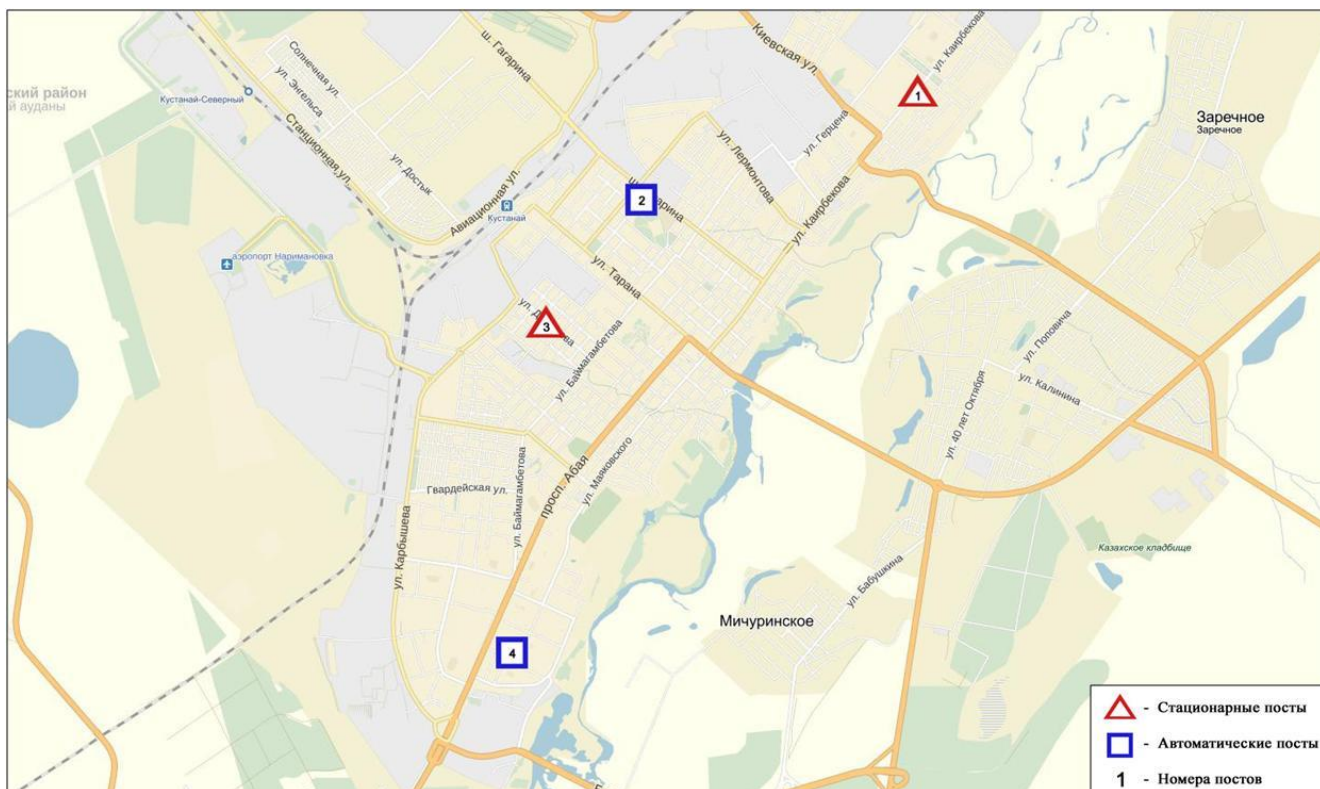 Киевская ул.
ул. Каирбекова
ш. Гагарина
Солнечная ул.
ул. Энгельса
ский район
й ауданы
Кустанай-Северный
1
Заречное
Заречное
Станционная ул.
ул. Герцена
ул. Лермонтова
ул. Достык
Авиационная ул.
2
Кустанай
ул. Каирбекова
аэропорт Наримановка
ул. Тарана
3
ул. Баймагамбетова
ул. Поповича
ул. Калинина
ул. 40 лет Октября
просп. Абая
ул. Маяковского
Гвардейская ул.
ул. Баймагамбетова
ул. Карбышева
Казахское кладбище
ул. Бабушкина
Мичуринское
4
- Стационарные посты
- Автоматические посты
1 - Номера постов